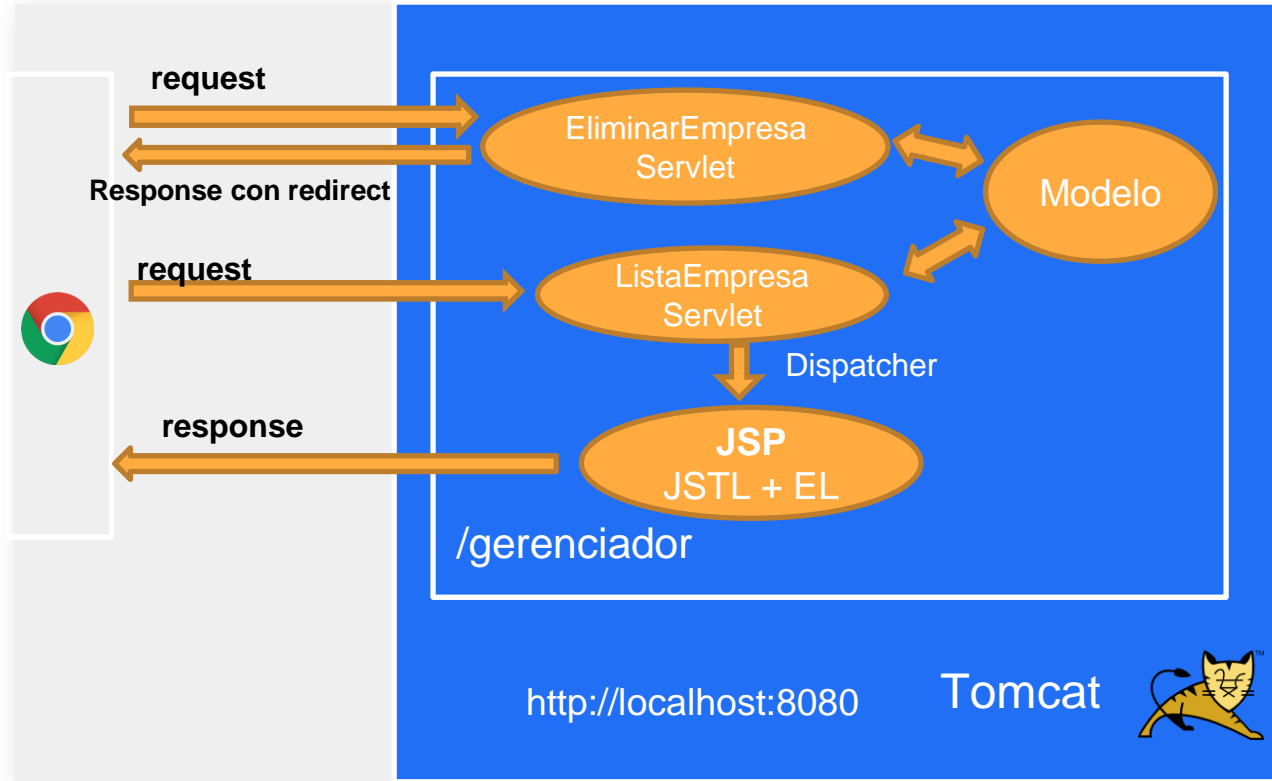 request
EliminarEmpresa
Servlet
Response con redirect
Modelo
request
ListaEmpresa
Servlet
Dispatcher
response
JSP
JSTL + EL
/gerenciador
http://localhost:8080
Tomcat
TM